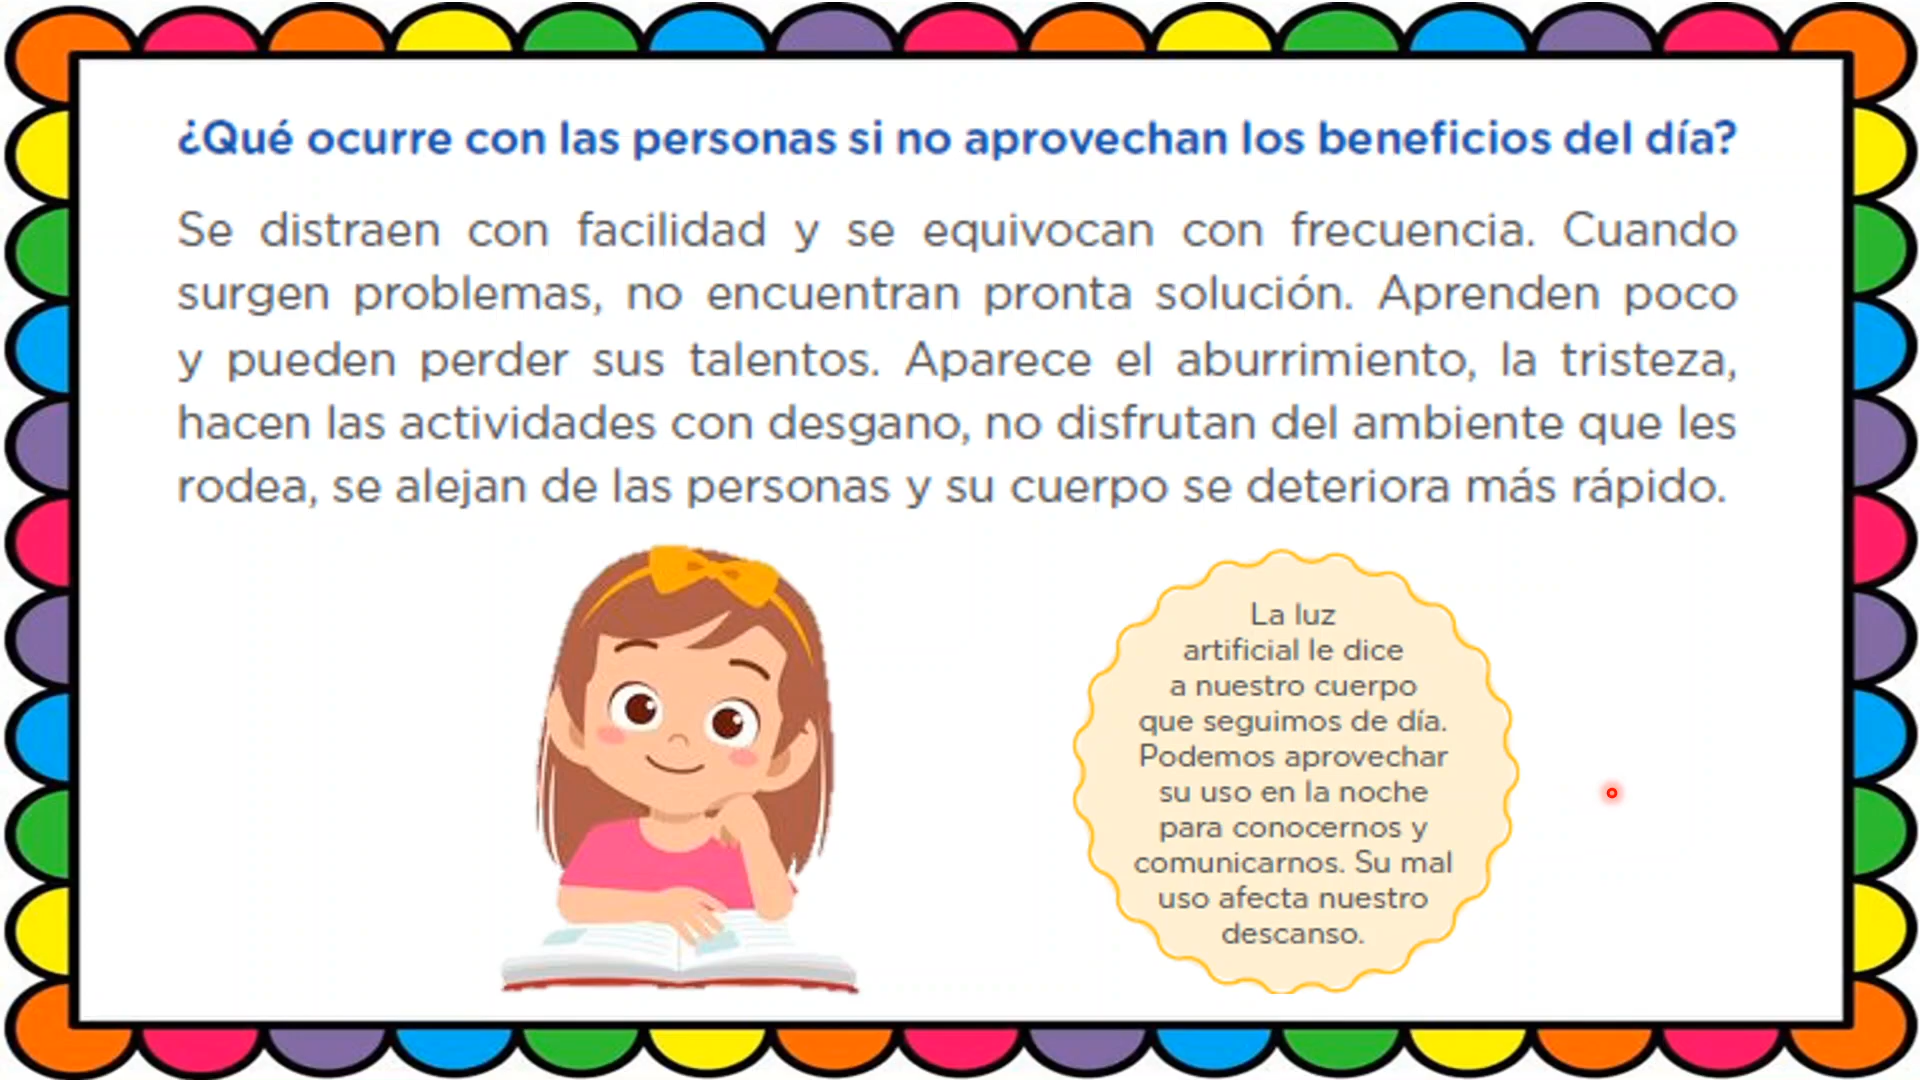 ¿Qué ocurre con las personas si no aprovechan los beneficios del día?
Se distraen con facilidad y se equivocan con frecuencia. Cuando
surgen problemas, no encuentran pronta solución. Aprenden poco
y pueden perder sus talentos. Aparece el aburrimiento, la tristeza,
hacen las actividades con desgano, no disfrutan del ambiente que les
rodea, se alejan de las personas y su cuerpo se deteriora más rápido.
La luz
artificial le dice
a nuestro cuerpo
que seguimos de día.
Podemos aprovechar
su uso en la noche
para conocernos y
comunicarnos. Su mal
uso afecta nuestro
descanso.